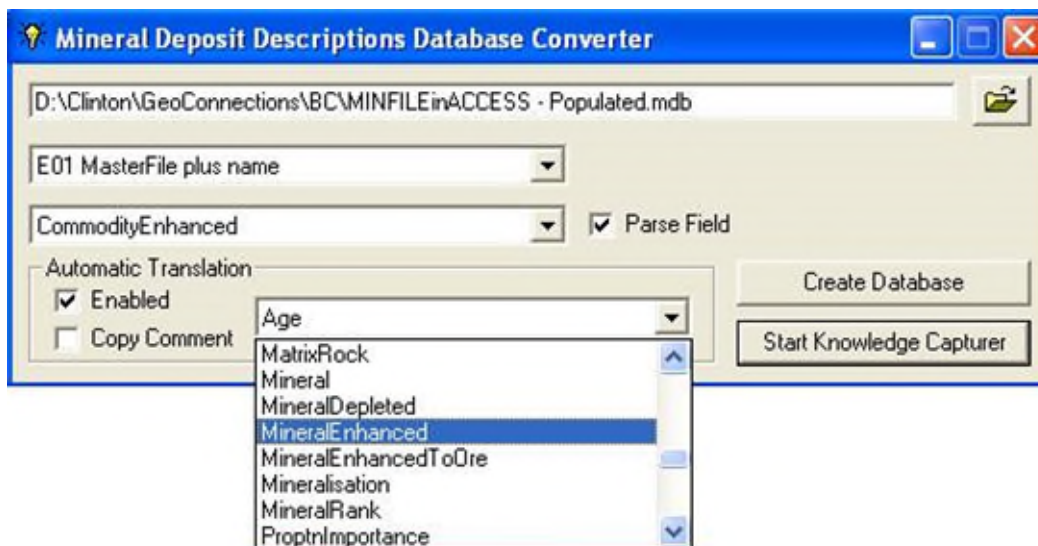 Mineral Deposit Descriptions Database Converter
D:\Clinton\GeoConnections\BC\MINFILEinACCESS - Populated.mdb
E01 MasterFile plus name
CommodityEnhanced
Parse Field
Automatic Translation
Enabled
Copy Comment
Age
Create Database
Start Knowledge Capturer
MatrixRock
Mineral
MineralDepleted
MineralEnhanced
MineralEnhancedToOre
Mineralisation
MineralRank
ProptnImportance